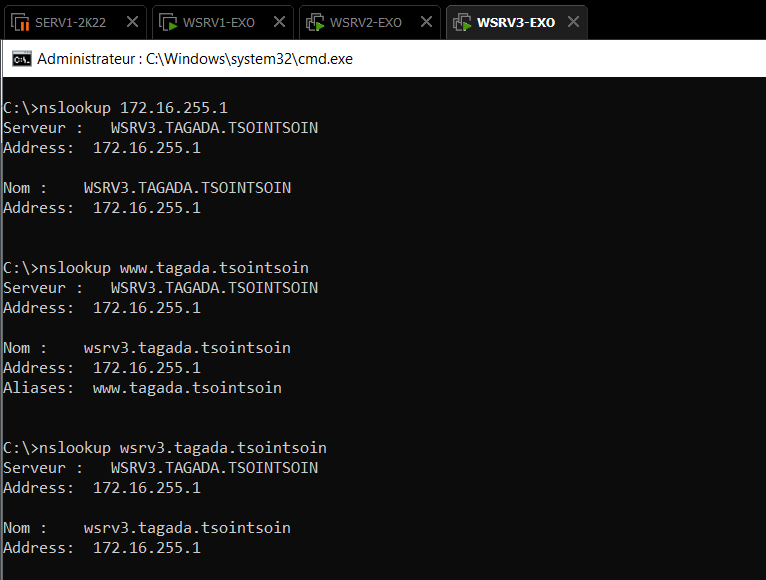 SERV1-2K22 WSRV1-EXO WSRV2-EXO WSRV3-EXO
Administrateur : C:\Windows\system32\cmd.exe
C:\>nslookup 172.16.255.1
Serveur :   WSRV3.TAGADA.TSOINTSOIN
Address:  172.16.255.1
Nom :    WSRV3.TAGADA.TSOINTSOIN
Address:  172.16.255.1
C:\>nslookup www.tagada.tsointsoin
Serveur :   WSRV3.TAGADA.TSOINTSOIN
Address:  172.16.255.1
Nom :    wsrv3.tagada.tsointsoin
Address:  172.16.255.1
Aliases:  www.tagada.tsointsoin
C:\>nslookup wsrv3.tagada.tsointsoin
Serveur :   WSRV3.TAGADA.TSOINTSOIN
Address:  172.16.255.1
Nom :    wsrv3.tagada.tsointsoin
Address:  172.16.255.1